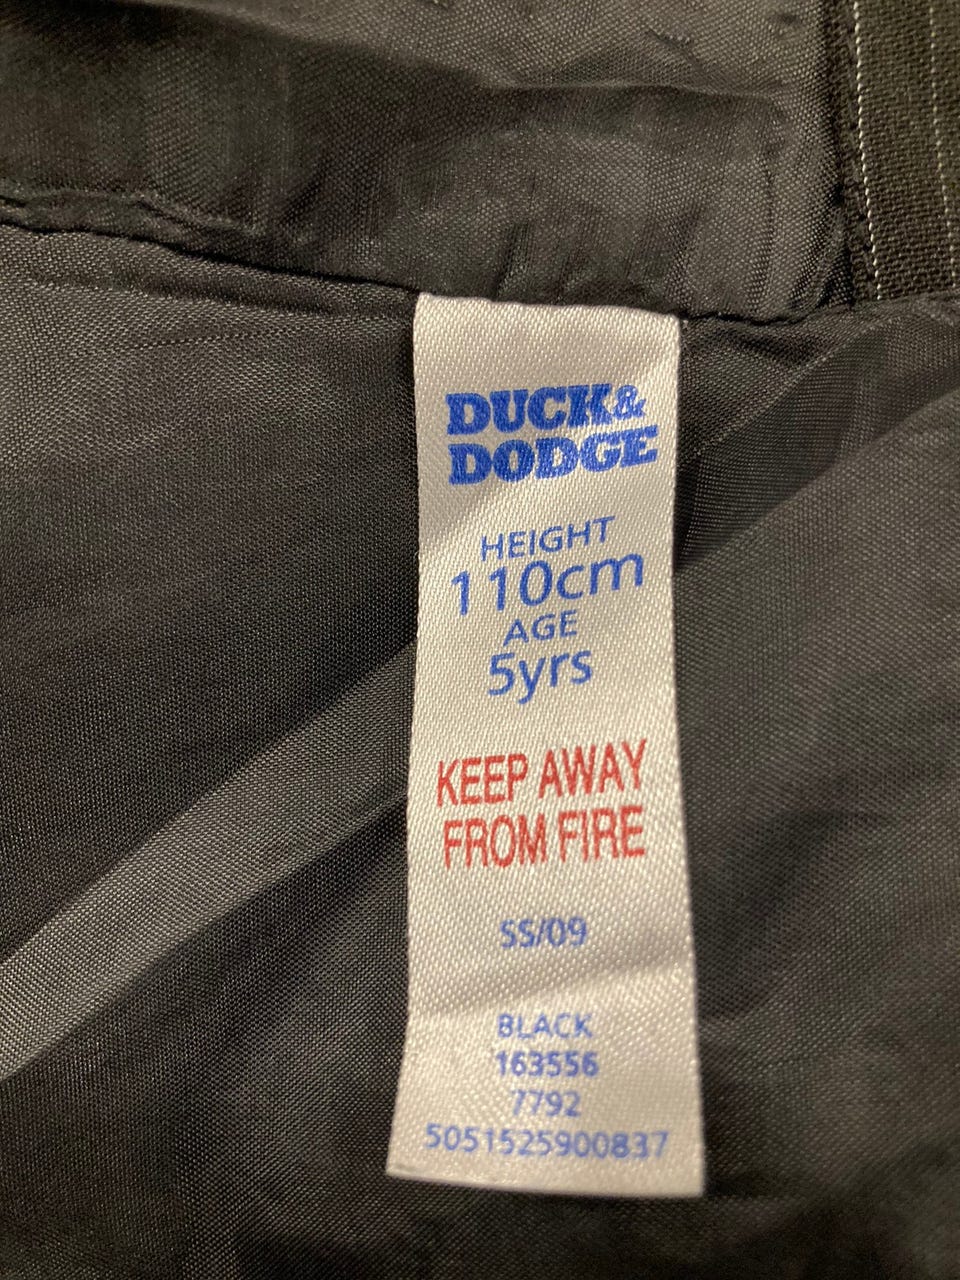 DUCK&
DODGE
HEIGHT
110cm
AGE
5yrs
KEEP AWAY
FROM FIRE
SS/09
BLACK
163556
7792
5051525900837